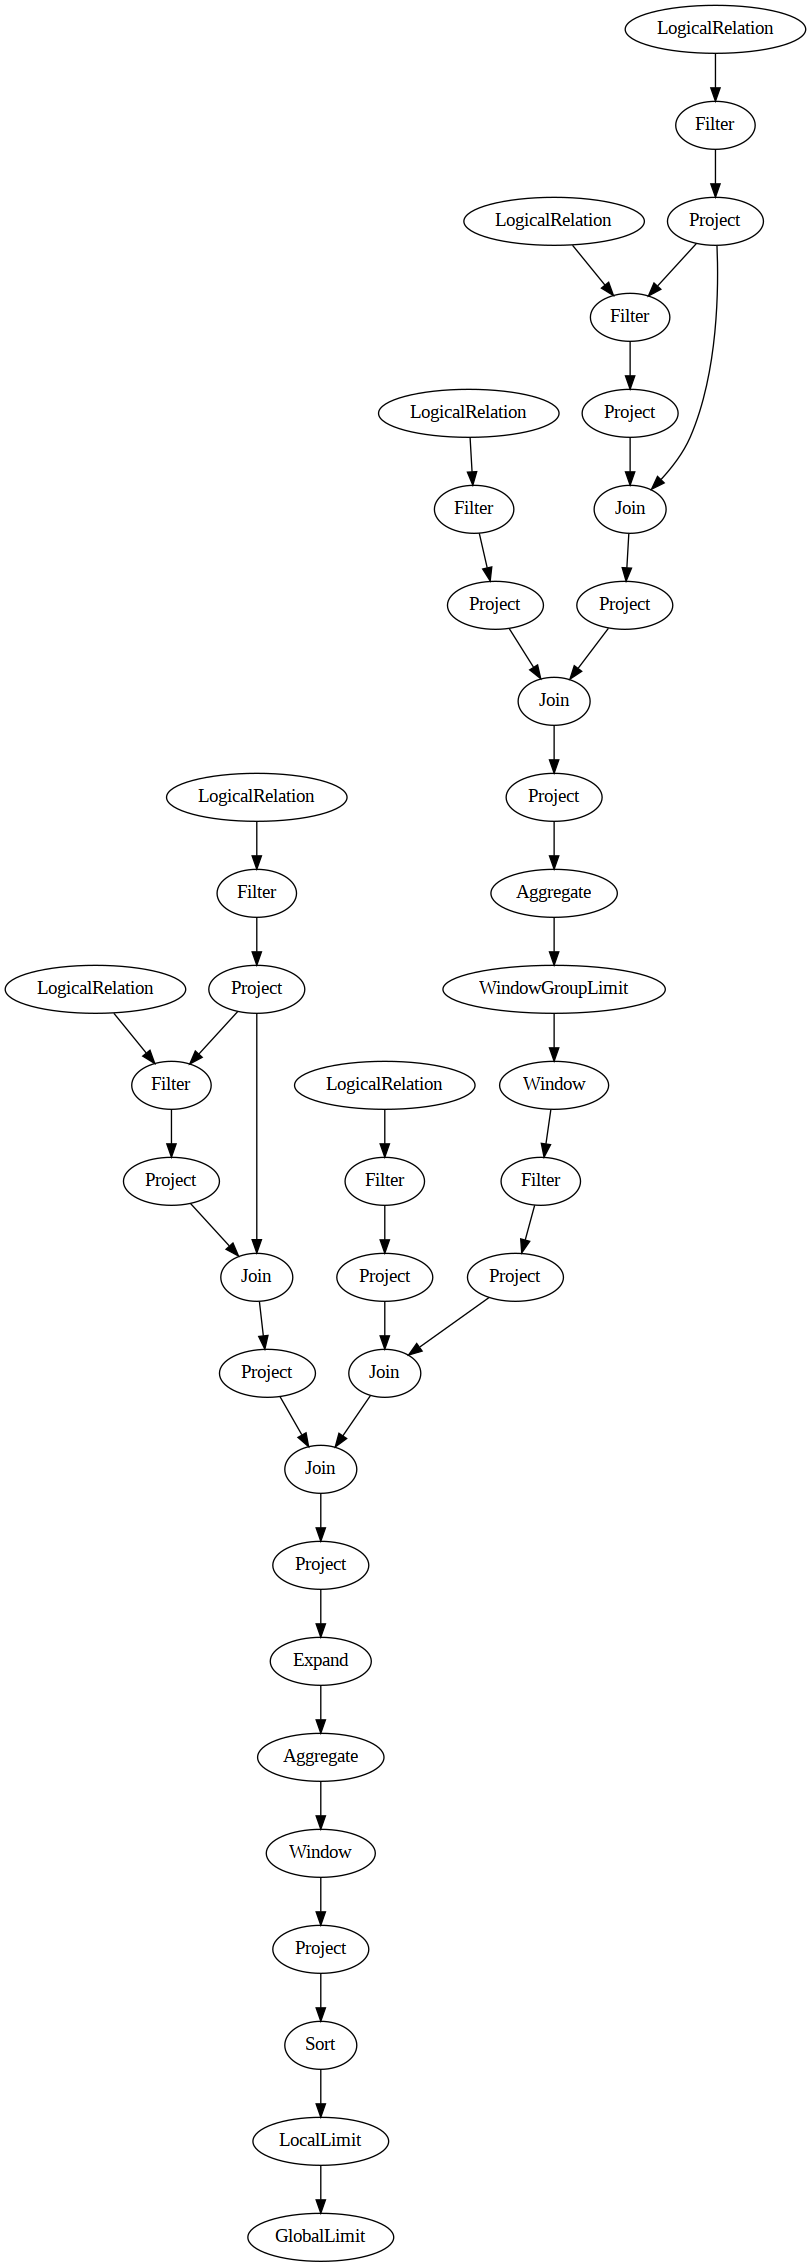 LogicalRelation
Filter
LogicalRelation
Project
Filter
LogicalRelation
Project
Filter
Join
Project
Project
Join
LogicalRelation
Project
Filter
Aggregate
LogicalRelation
Project
WindowGroupLimit
Filter
LogicalRelation
Window
Project
Filter
Filter
Join
Project
Project
Project
Join
Join
Project
Expand
Aggregate
Window
Project
Sort
LocalLimit
GlobalLimit